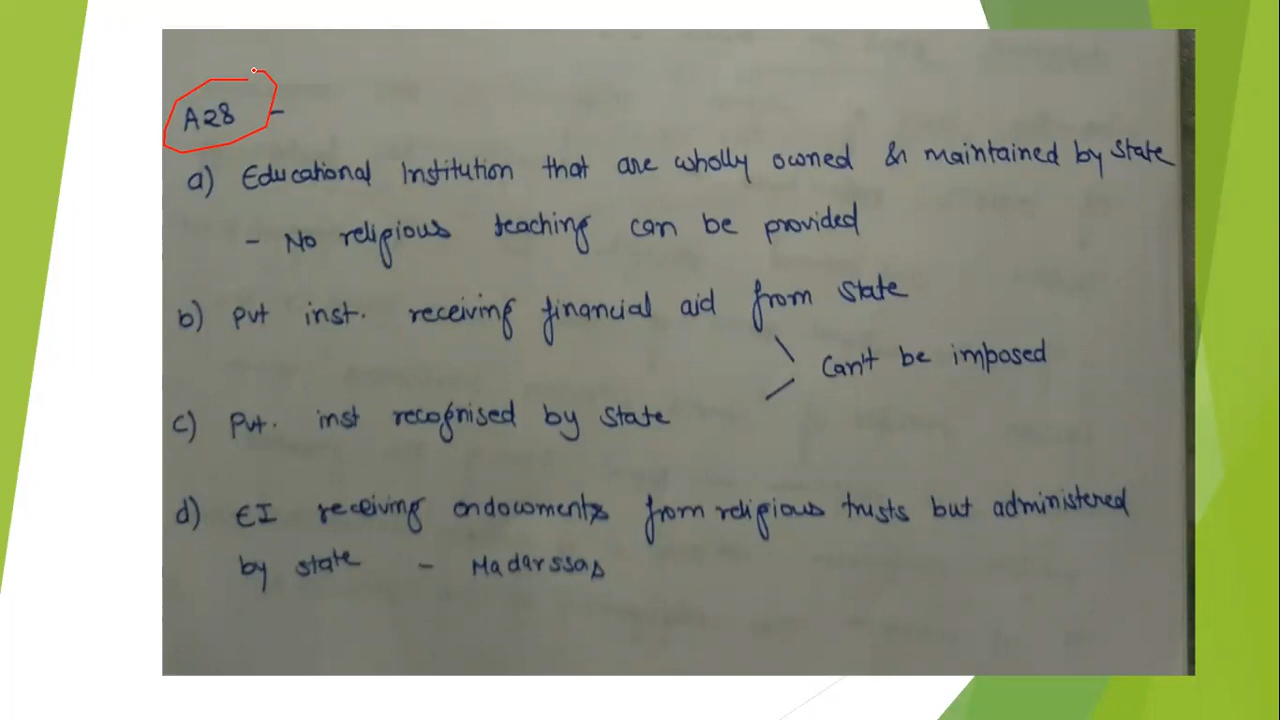 A28 -
a) Educational Institution that are wholly owned & maintained by state
- No religious teaching can be provided
b) Pvt inst. receiving financial aid from state
Can't be imposed
c) Pvt. inst recognised by state
d) EI receiving endowments from religious trusts but administered
by state - Madarssas